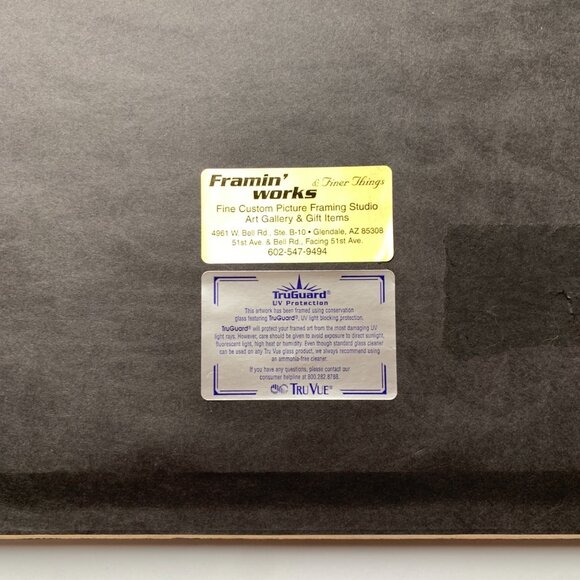 Framin' & Finer Things
works
Fine Custom Picture Framing Studio
Art Gallery & Gift Items
4961 W. Bell Rd., Ste. B-10 • Glendale, AZ 85308
51st Ave. & Bell Rd., Facing 51st Ave.
602-547-9494
TruGuard®
UV Protection
This artwork has been framed using conservation
glass featuring TruGuard®, UV light blocking protection.
TruGuard® will protect your framed art from the most damaging UV
light rays. However, care should be given to avoid exposure to direct sunlight,
fluorescent light, high heat or humidity. Even though standard glass cleaner
can be used on any Tru Vue glass product, we always recommend using
an ammonia-free cleaner.
If you have any questions, please contact our
consumer helpline at 800.282.8788.
TRU VUE®